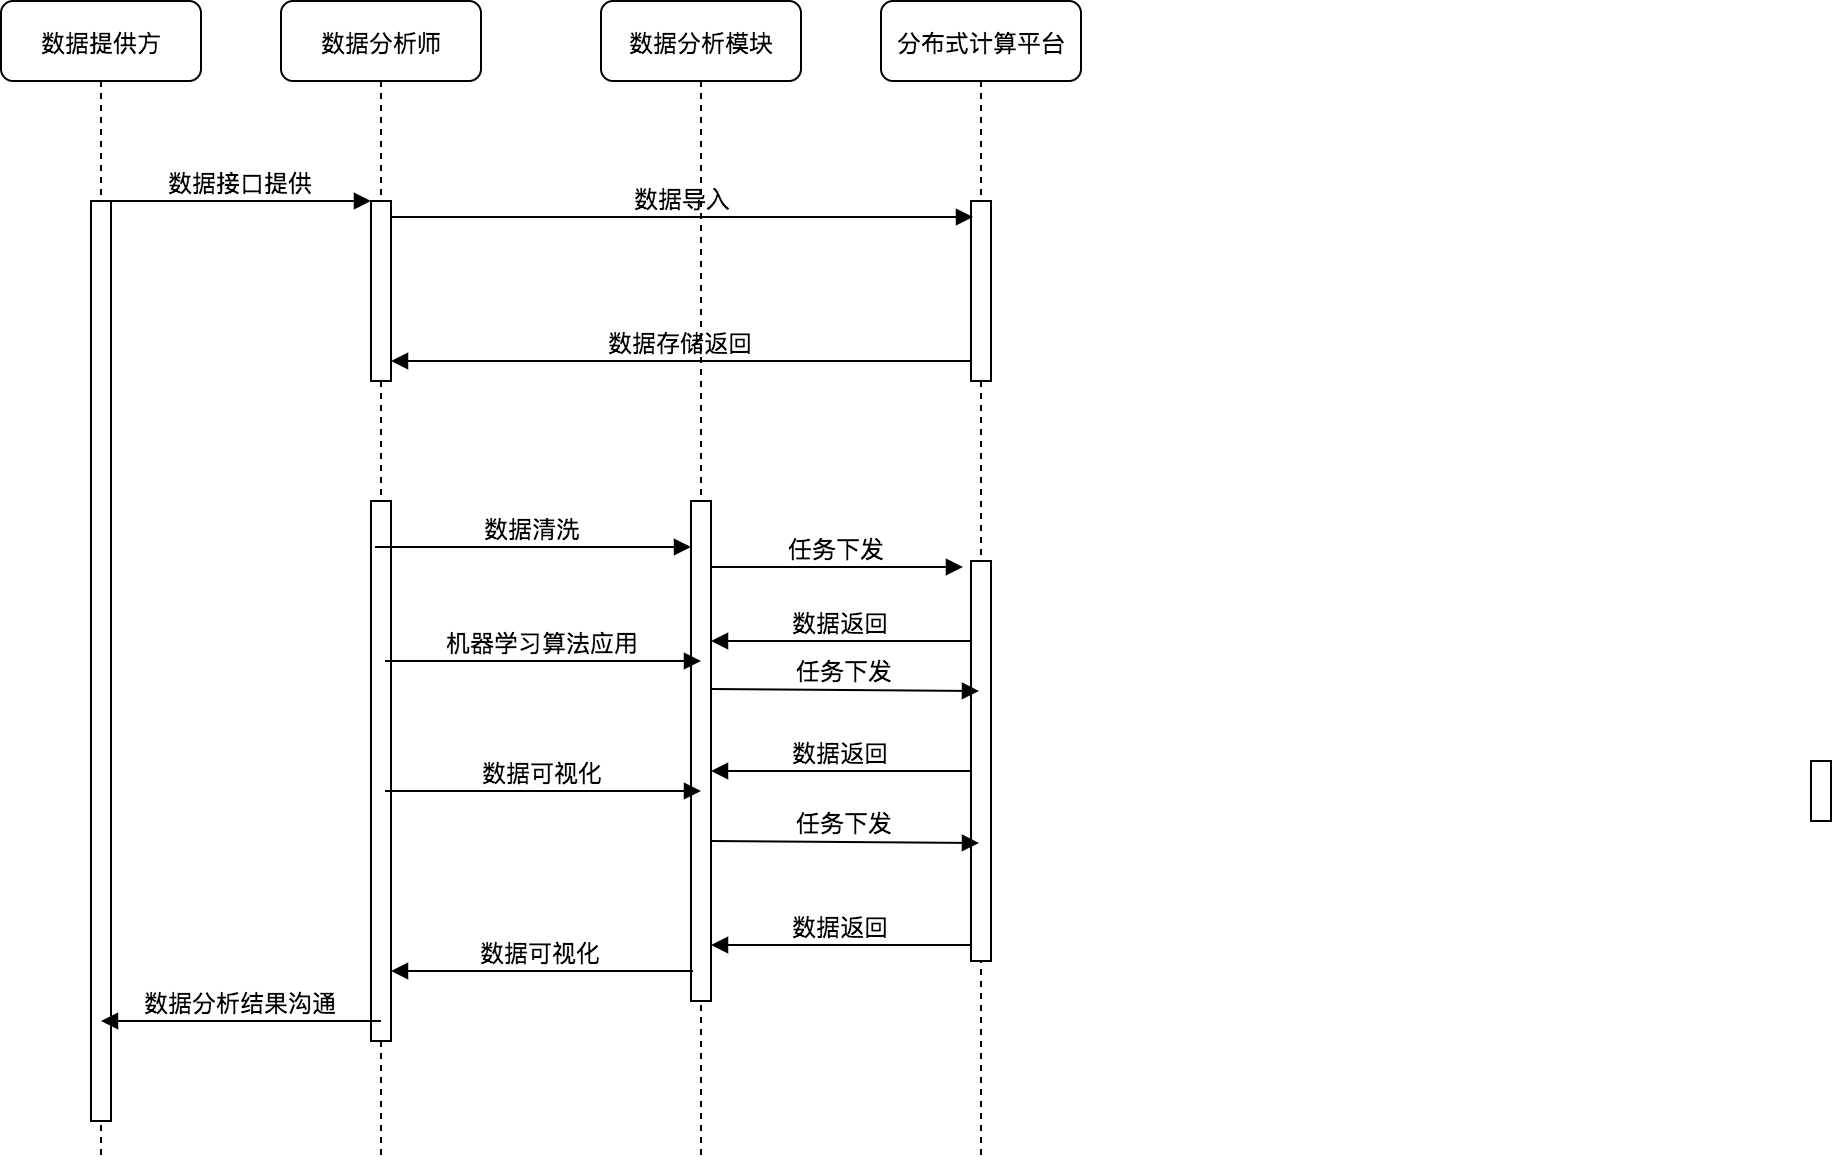 数据提供方
数据分析师
数据分析模块
分布式计算平台
数据接口提供
数据导入
数据存储返回
数据清洗
任务下发
数据返回
机器学习算法应用
任务下发
数据返回
数据可视化
任务下发
数据返回
数据可视化
数据分析结果沟通